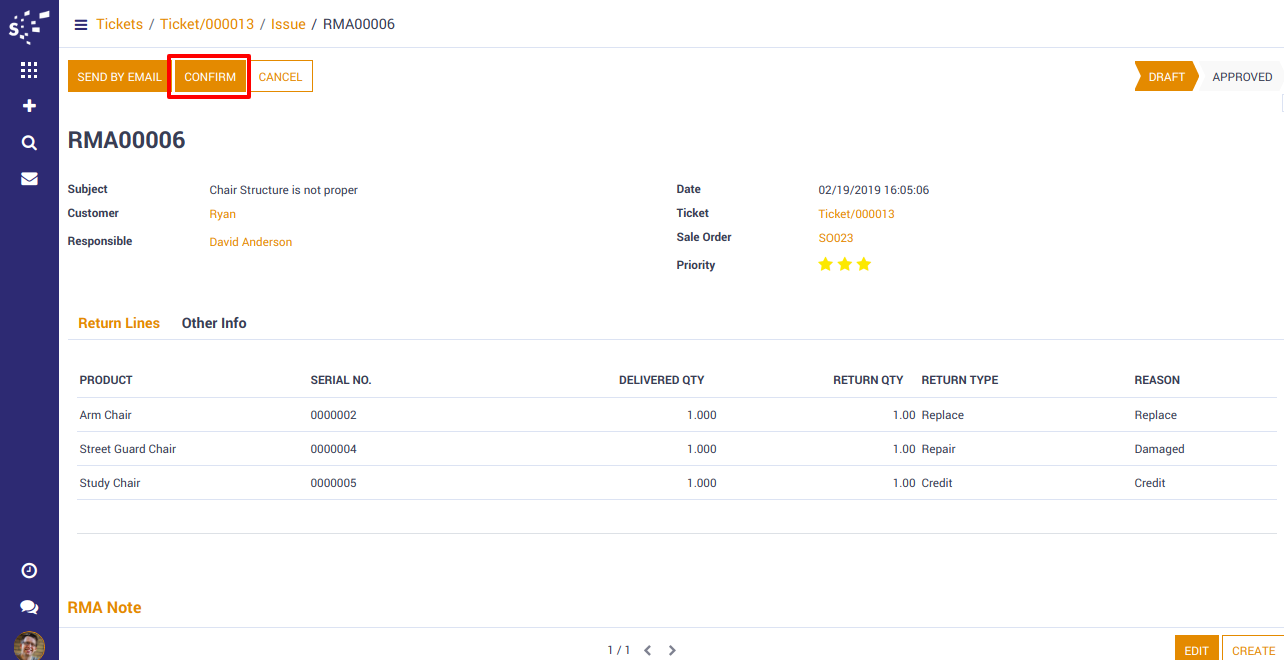 Tickets / Ticket/000013 / Issue / RMA00006
SEND BY EMAIL CONFIRM CANCEL DRAFT APPROVED
RMA00006
Subject Chair Structure is not proper Date 02/19/2019 16:05:06
Customer Ryan Ticket Ticket/000013
Responsible David Anderson Sale Order SO023
Priority
Return Lines Other Info
PRODUCT SERIAL NO. DELIVERED QTY RETURN QTY RETURN TYPE REASON
Arm Chair 0000002 1.000 1.00 Replace Replace
Street Guard Chair 0000004 1.000 1.00 Repair Damaged
Study Chair 0000005 1.000 1.00 Credit Credit
RMA Note
1 / 1 EDIT CREATE